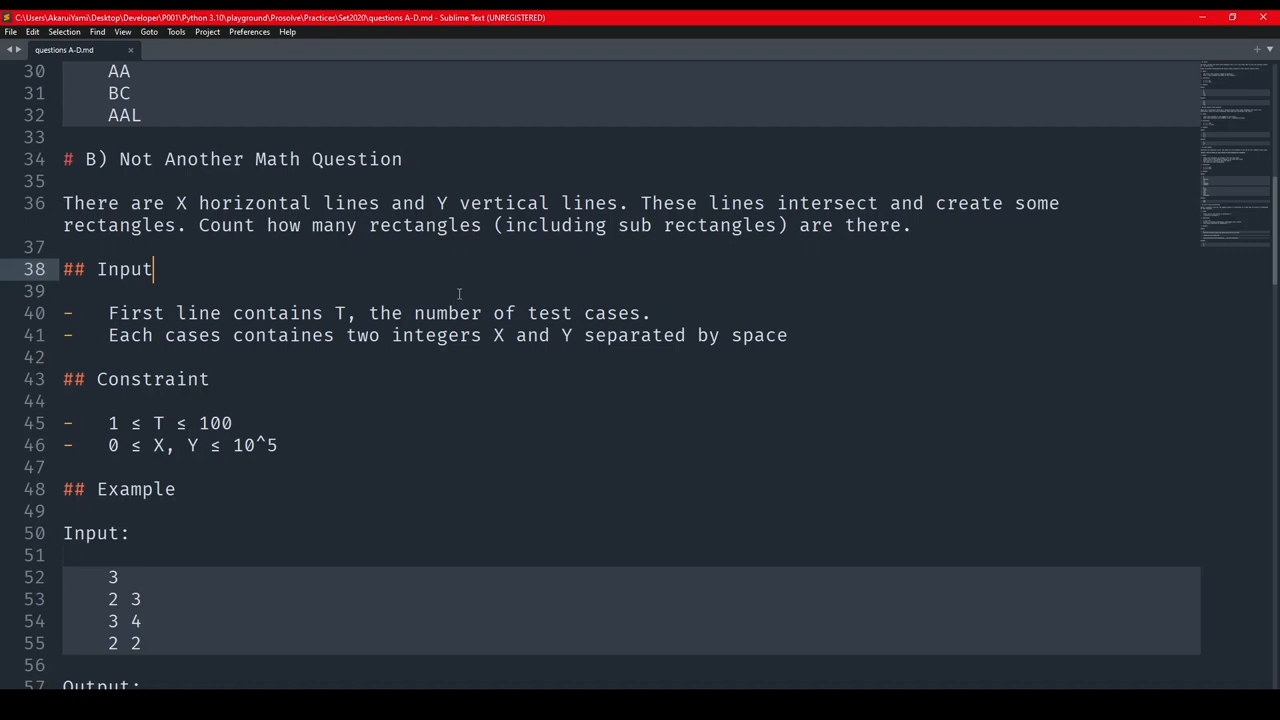 C:\Users\AkaruiYami\Desktop\Developer\P001\Python 3.10\playground\Prosolve\Practices\Set2020\questions A-D.md - Sublime Text (UNREGISTERED)
File Edit Selection Find View Goto Tools Project Preferences Help
questions A-D.md
30 AA
31 BC
32 AAL
33
34 # B) Not Another Math Question
35
36 There are X horizontal lines and Y vertical lines. These lines intersect and create some
rectangles. Count how many rectangles (including sub rectangles) are there.
37
38 ## Input
39
40 - First line contains T, the number of test cases.
41 - Each cases containes two integers X and Y separated by space
42
43 ## Constraint
44
45 - 1 ≤ T ≤ 100
46 - 0 ≤ X, Y ≤ 10^5
47
48 ## Example
49
50 Input:
51
52 3
53 2 3
54 3 4
55 2 2
56
57 Output: